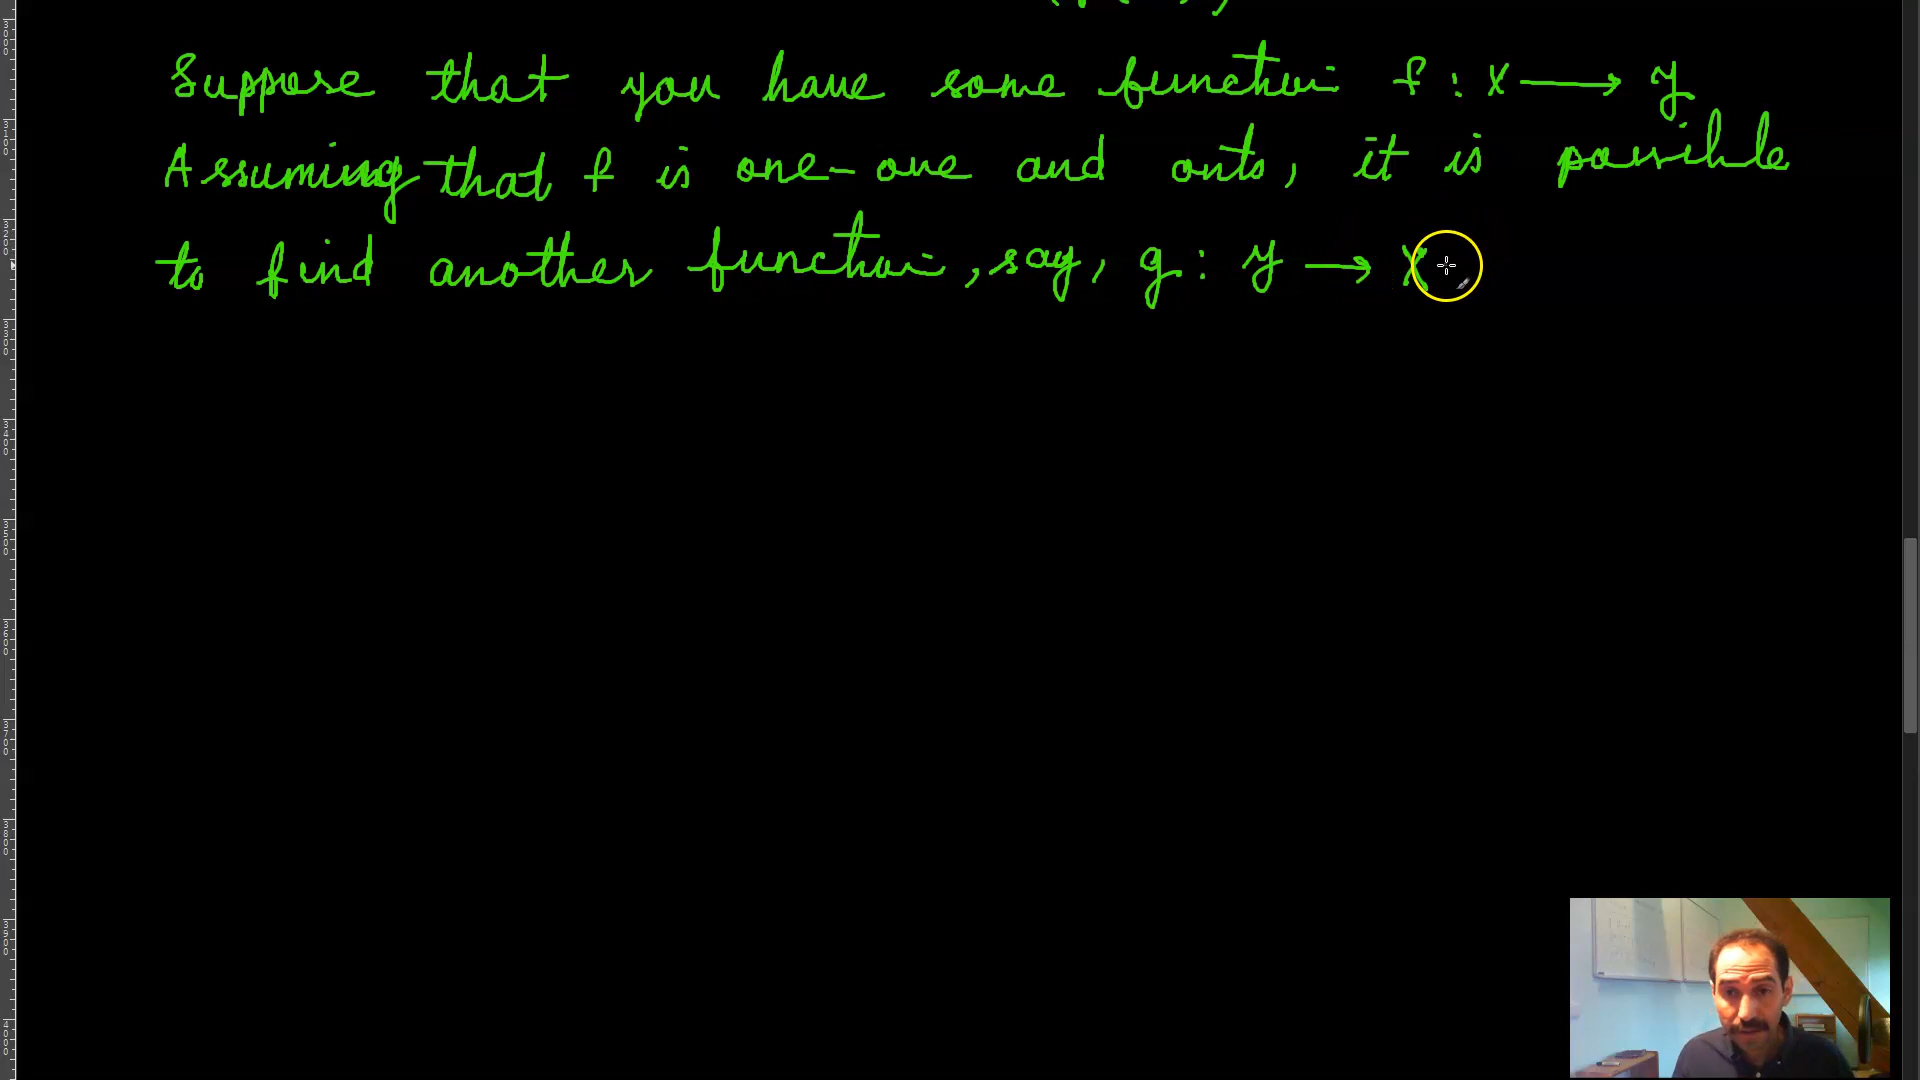 Suppose that you have some function f : X ⟶ Y
Assuming that f is one-one and onto, it is possible
to find another function, say, g : Y → X